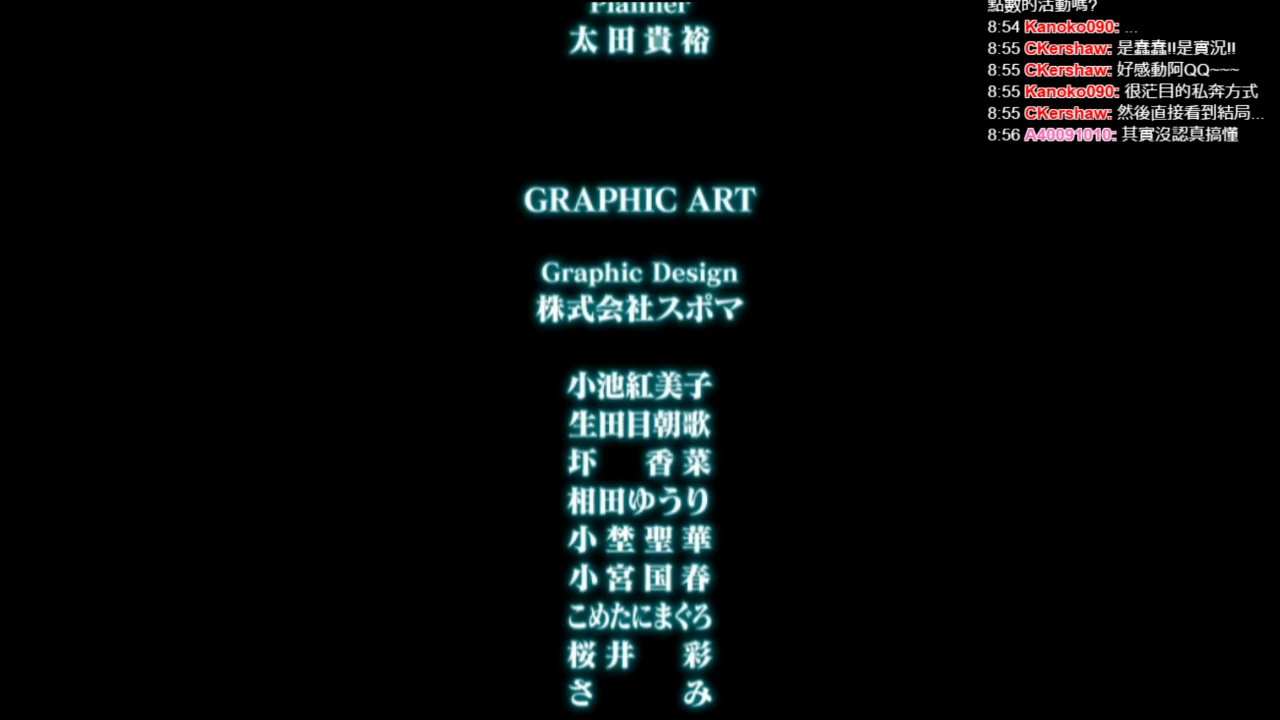 Planner
太田貴裕
GRAPHIC ART
Graphic Design
株式会社スポマ
小池紅美子
生田目朝歌
圷 香菜
相田ゆうり
小埜聖華
小宮国春
こめたにまぐろ
桜井 彩
さ み
點數的活動嗎?
8:54 Kanoko090: ...
8:55 CKershaw: 是蠢蠢!!是實況!!
8:55 CKershaw: 好感動阿QQ~~~
8:55 Kanoko090: 很茫目的私奔方式
8:55 CKershaw: 然後直接看到結局...
8:56 A40091010: 其實沒認真搞懂